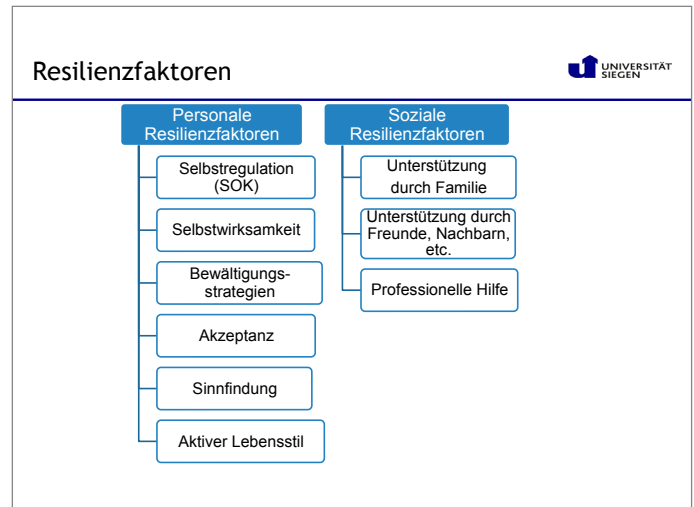 Resilienzfaktoren
UNIVERSITÄT
SIEGEN
Personale
Resilienzfaktoren
Selbstregulation
(SOK)
Selbstwirksamkeit
Bewältigungs-
strategien
Akzeptanz
Sinnfindung
Aktiver Lebensstil
Soziale
Resilienzfaktoren
Unterstützung
durch Familie
Unterstützung durch
Freunde, Nachbarn,
etc.
Professionelle Hilfe